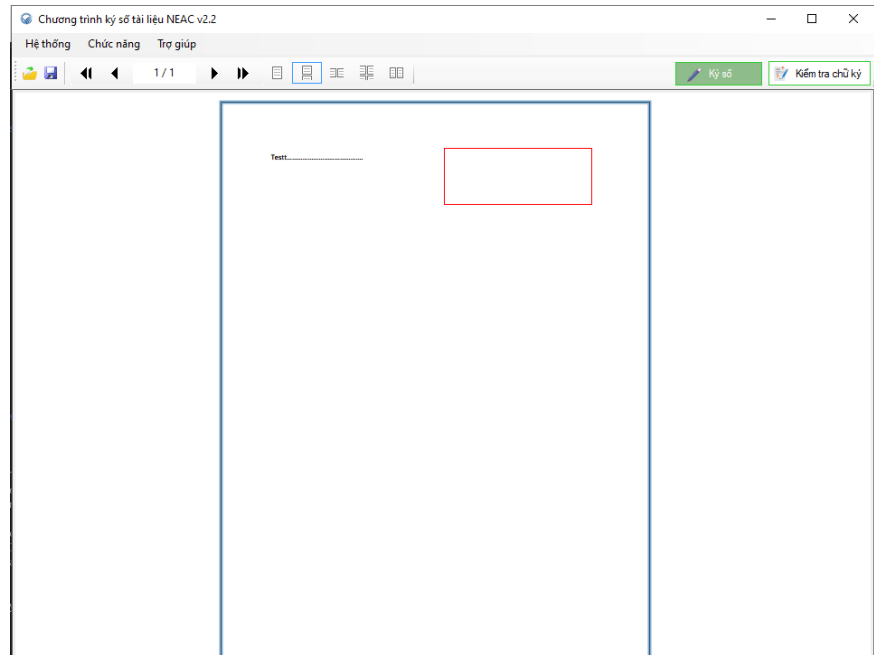 Chương trình ký số tài liệu NEAC v2.2
Hệ thống Chức năng Trợ giúp
1 / 1 Ký số Kiểm tra chữ ký
Testt........................................